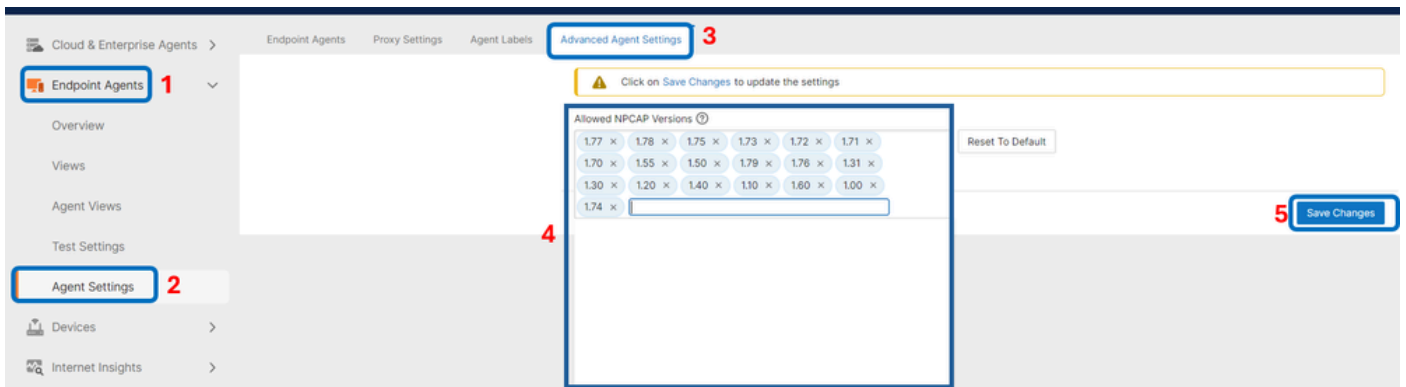 Cloud & Enterprise Agents
Endpoint Agents 1
Overview
Views
Agent Views
Test Settings
Agent Settings 2
Devices
Internet Insights
Endpoint Agents Proxy Settings Agent Labels Advanced Agent Settings 3
Click on Save Changes to update the settings
Allowed NPCAP Versions ?
1.77 × 1.78 × 1.75 × 1.73 × 1.72 × 1.71 ×
1.70 × 1.55 × 1.50 × 1.79 × 1.76 × 1.31 ×
1.30 × 1.20 × 1.40 × 1.10 × 1.60 × 1.00 ×
1.74 ×
4
Reset To Default
5 Save Changes